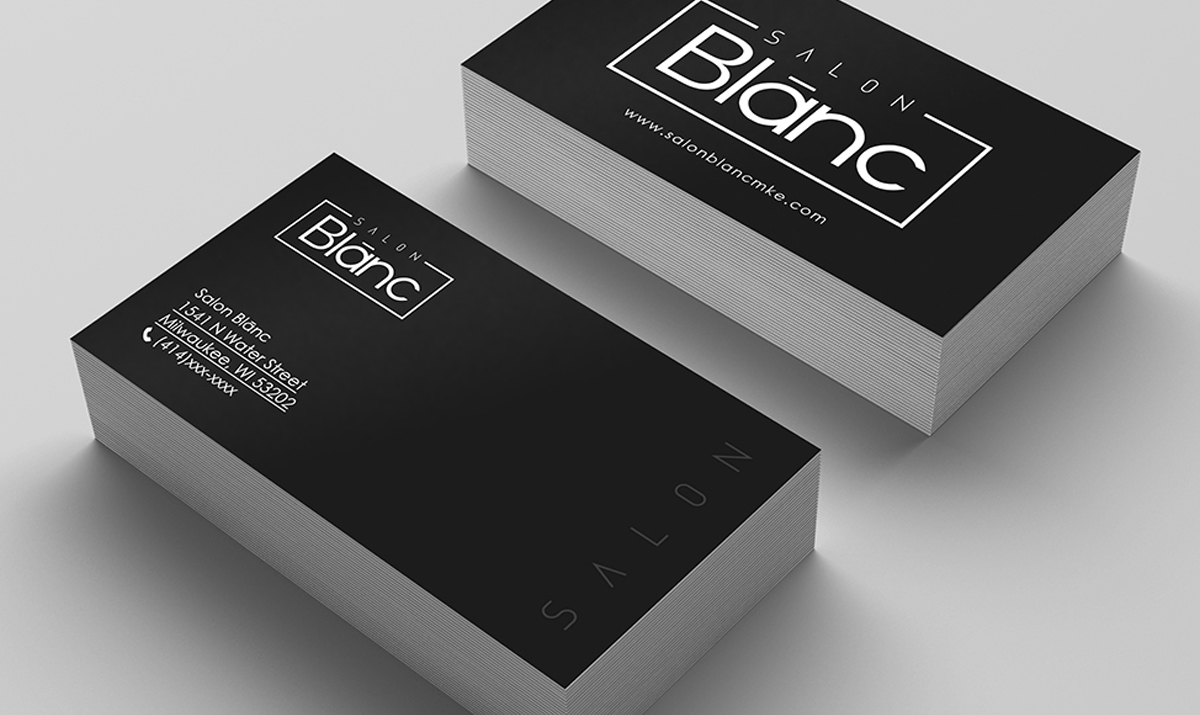 SALON
Blānc
www.salonblancmke.com
SALON
Blānc
Salon Blānc
1541 N Water Street
Milwaukee, WI 53202
(414)xxx-xxxx
SALON